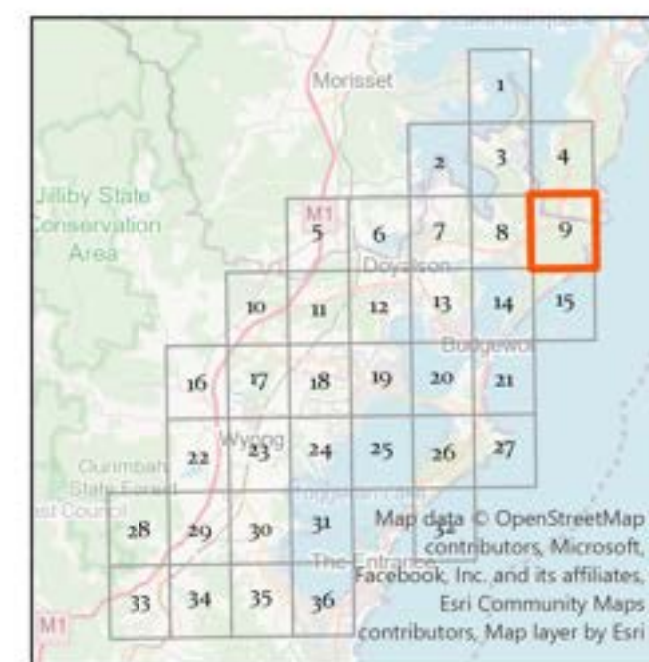 Morisset
1
2
3
4
Jilliby State
Conservation
Area
M1
5
6
7
8
9
Doyalson
10
11
12
13
14
15
Budgewoi
16
17
18
19
20
21
Wyong
22
23
24
25
26
27
Ourimbah
State Forest
ast Council
28
29
30
31
32
Map data © OpenStreetMap
contributors, Microsoft,
The Entrance
Facebook, Inc. and its affiliates,
Esri Community Maps
contributors, Map layer by Esri
33
34
35
36
M1